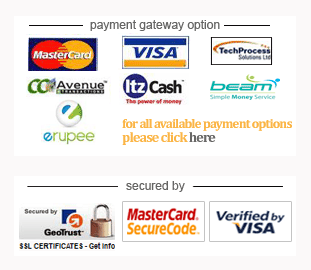 payment gateway option
MasterCard
VISA
TechProcess
Solutions Ltd
CCAvenue
TRANSACTIONS
Itz Cash
The power of money
beam
Simple Money Service
erupee
for all available payment options
please click here
secured by
Secured by
GeoTrust
SSL CERTIFICATES - Get Info
MasterCard.
SecureCode.
Verified by
VISA